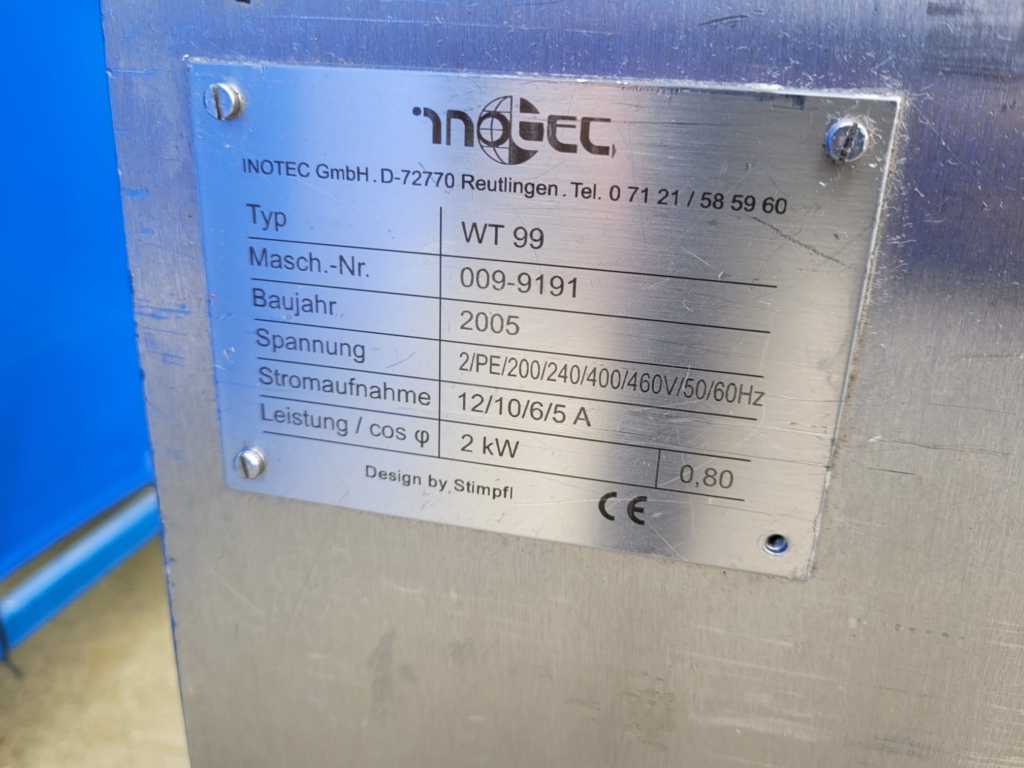 INOTEC
INOTEC GmbH . D-72770 Reutlingen . Tel. 0 71 21 / 58 59 60
Typ WT 99
Masch.-Nr. 009-9191
Baujahr 2005
Spannung 2/PE/200/240/400/460V/50/60Hz
Stromaufnahme 12/10/6/5 A
Leistung / cos φ 2 kW 0,80
Design by Stimpfl
CE